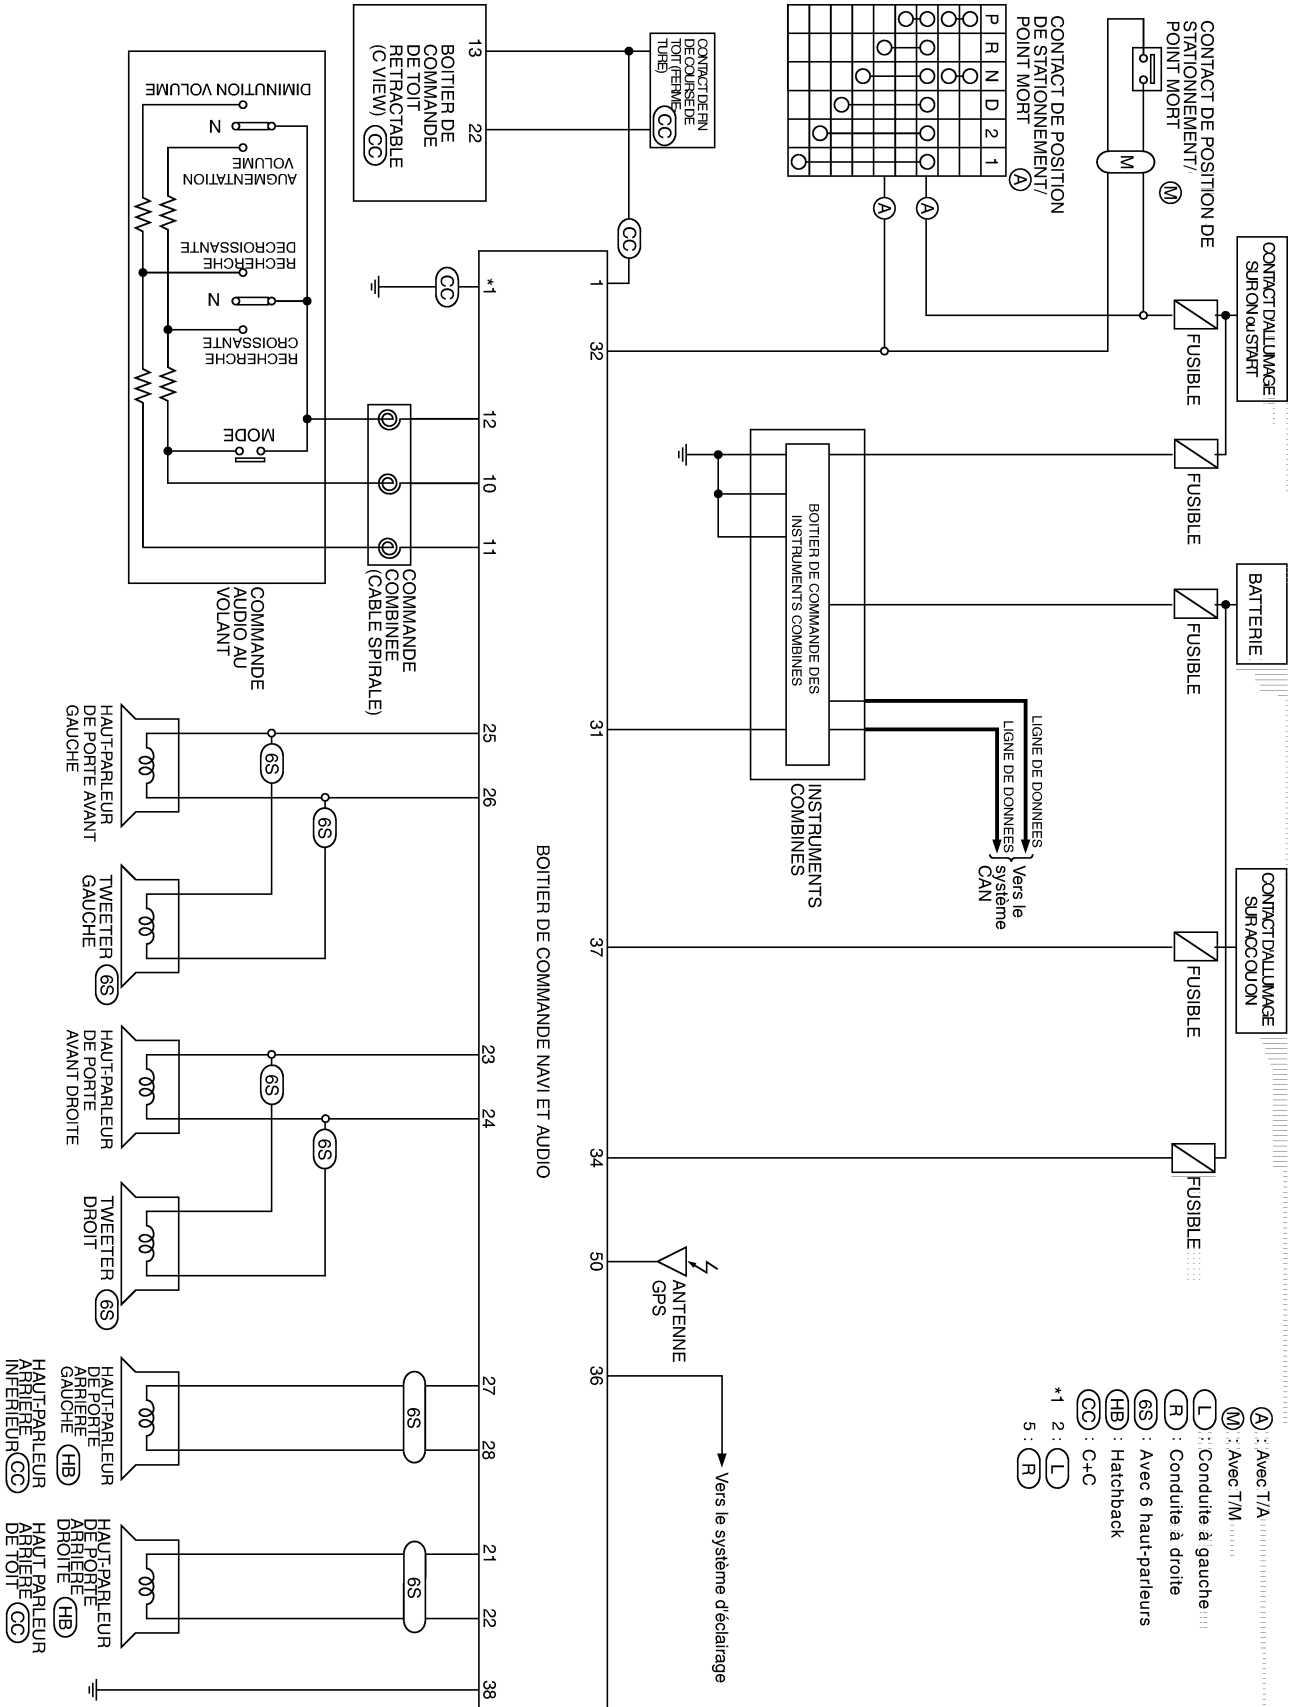 CONTACT D'ALLUMAGE
SUR ON ou START
BATTERIE
CONTACT D'ALLUMAGE
SUR ACC OU ON
FUSIBLE
FUSIBLE
FUSIBLE
FUSIBLE
FUSIBLE
CONTACT DE POSITION DE
STATIONNEMENT/
POINT MORT
M
M
CONTACT DE POSITION
DE STATIONNEMENT/
POINT MORT
A
P R N D 2 1
A
A
A : Avec T/A
M : Avec T/M
L : Conduite à gauche
R : Conduite à droite
6S : Avec 6 haut-parleurs
HB : Hatchback
CC : C+C
*1 2 : L
5 : R
LIGNE DE DONNEES
LIGNE DE DONNEES
Vers le
système
CAN
BOITIER DE COMMANDE DES
INSTRUMENTS COMBINES
INSTRUMENTS
COMBINES
CONTACT DE FIN
DE COURSE DE
TOIT (FERME-
TURE)
CC
ANTENNE
GPS
Vers le système d'éclairage
CC
1
32
31
37
34
50
36
BOITIER DE COMMANDE NAVI ET AUDIO
13
22
BOITIER DE
COMMANDE
DE TOIT
RETRACTABLE
(C VIEW)
CC
*1
12
10
11
25
26
23
24
27
28
21
22
38
CC
COMMANDE
COMBINEE
(CABLE SPIRALE)
DIMINUTION VOLUME
N
AUGMENTATION
VOLUME
RECHERCHE
DECROISSANTE
N
RECHERCHE
CROISSANTE
MODE
COMMANDE
AUDIO AU
VOLANT
6S
6S
6S
6S
6S
6S
HAUT-PARLEUR
DE PORTE AVANT
GAUCHE
TWEETER
GAUCHE
6S
HAUT-PARLEUR
DE PORTE
AVANT DROITE
TWEETER
DROIT
6S
HAUT-PARLEUR
DE PORTE
ARRIERE
GAUCHE
HB
HAUT-PARLEUR
ARRIERE
INFERIEUR
CC
HAUT-PARLEUR
DE PORTE
ARRIERE
DROITE
HB
HAUT PARLEUR
ARRIERE
DE TOIT
CC